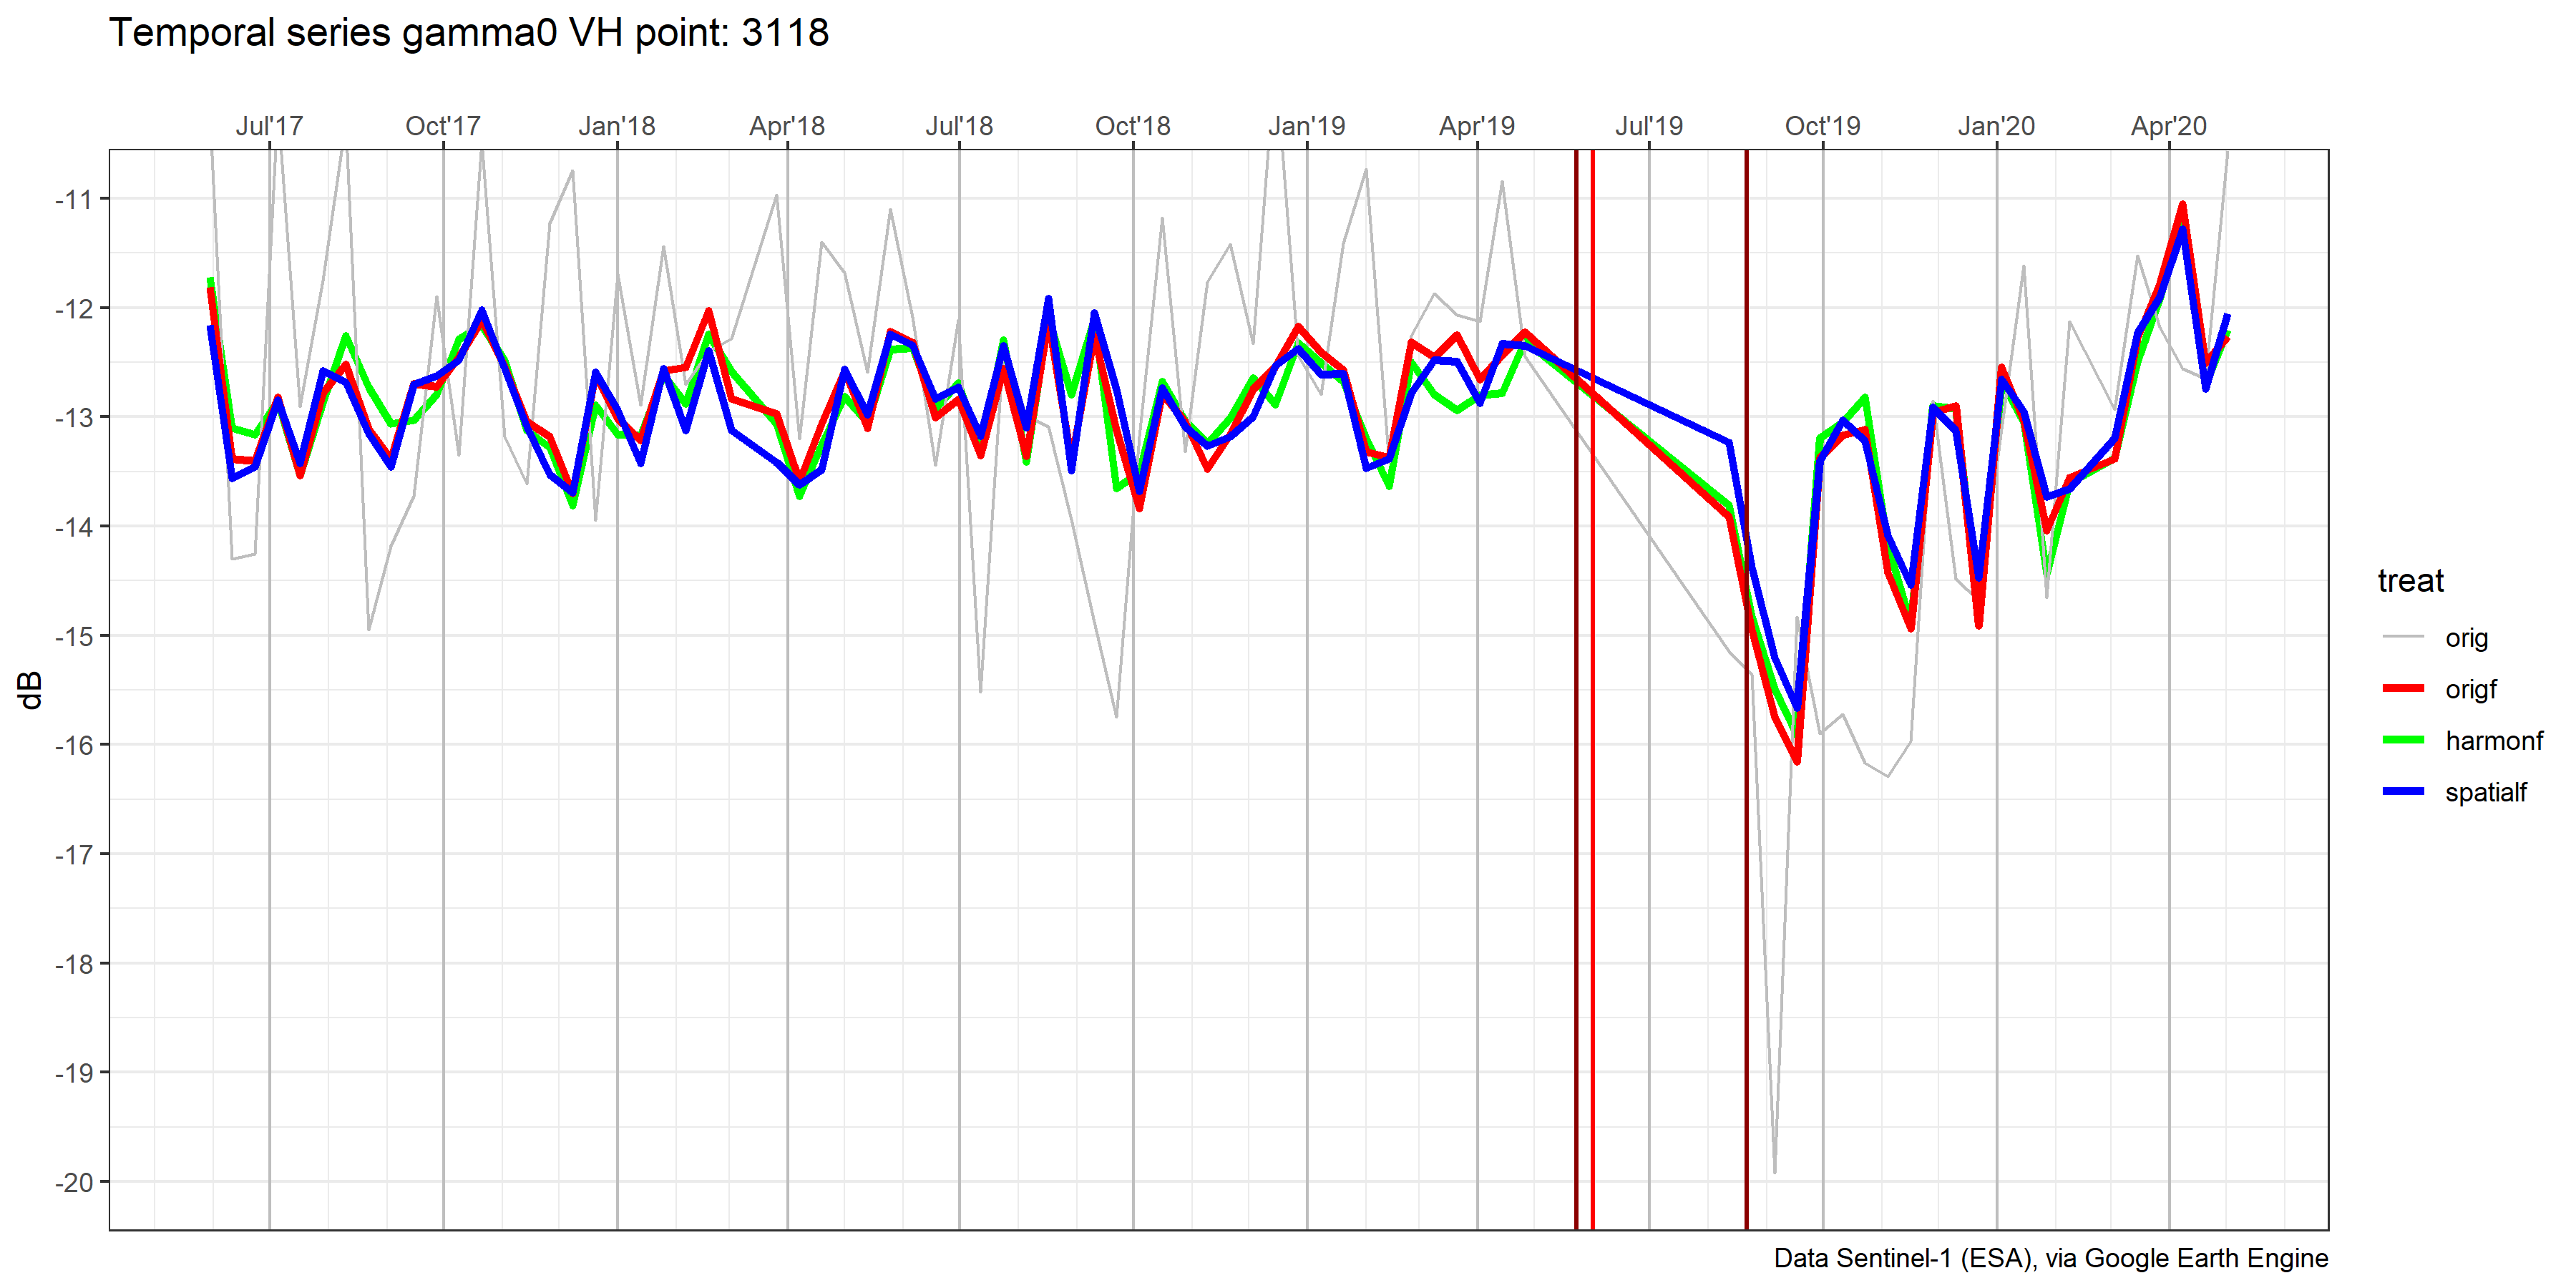 Temporal series gamma0 VH point: 3118
Jul'17 Oct'17 Jan'18 Apr'18 Jul'18 Oct'18 Jan'19 Apr'19 Jul'19 Oct'19 Jan'20 Apr'20
-11
-12
-13
-14
-15
-16
-17
-18
-19
-20
dB
treat
orig
origf
harmonf
spatialf
Data Sentinel-1 (ESA), via Google Earth Engine